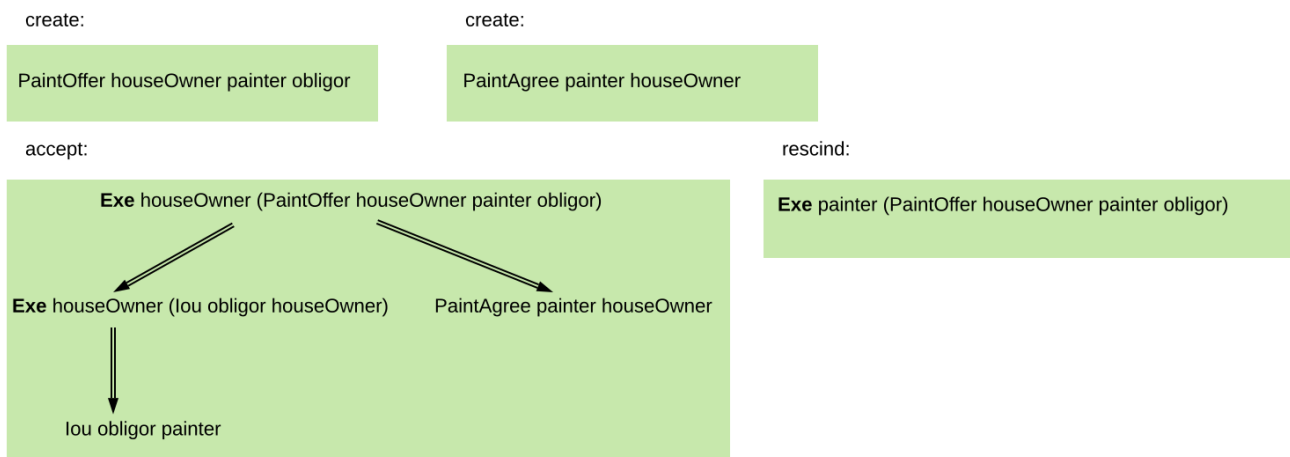 create:
create:
PaintOffer houseOwner painter obligor
PaintAgree painter houseOwner
accept:
rescind:
Exe houseOwner (PaintOffer houseOwner painter obligor)
Exe painter (PaintOffer houseOwner painter obligor)
Exe houseOwner (Iou obligor houseOwner)
PaintAgree painter houseOwner
Iou obligor painter